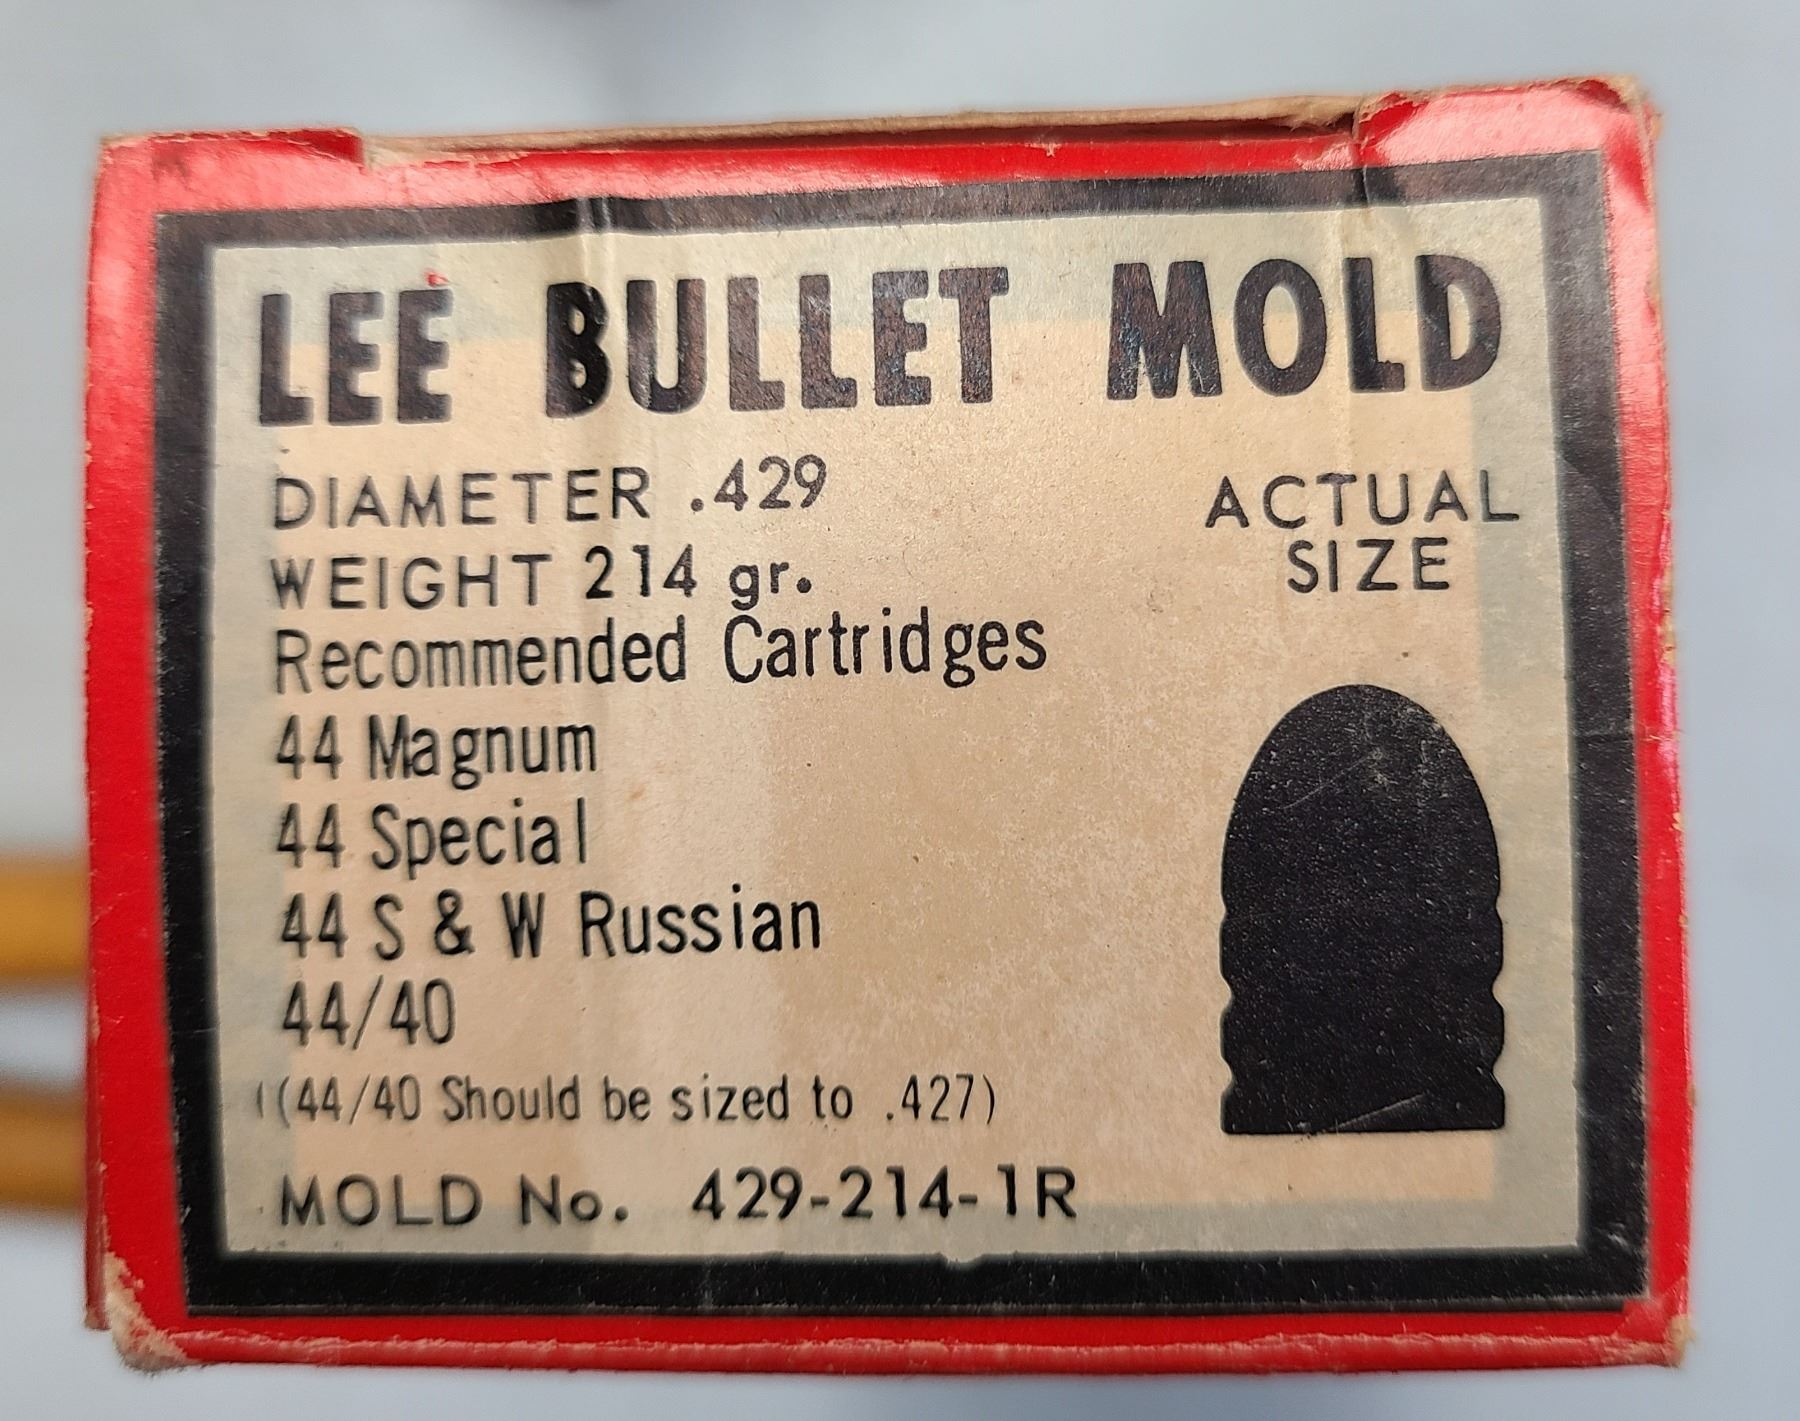 LEE BULLET MOLD
DIAMETER .429
WEIGHT 214 gr.
Recommended Cartridges
44 Magnum
44 Special
44 S & W Russian
44/40
(44/40 Should be sized to .427)
MOLD No. 429-214-1R
ACTUAL
SIZE